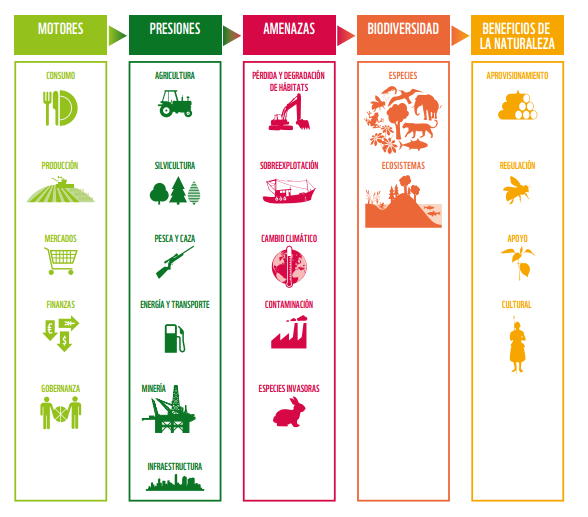 MOTORES
PRESIONES
AMENAZAS
BIODIVERSIDAD
BENEFICIOS DE
LA NATURALEZA
CONSUMO
PRODUCCIÓN
MERCADOS
FINANZAS
€
$
GOBERNANZA
AGRICULTURA
SILVICULTURA
PESCA Y CAZA
ENERGÍA Y TRANSPORTE
MINERÍA
INFRAESTRUCTURA
PÉRDIDA Y DEGRADACIÓN
DE HÁBITATS
SOBREEXPLOTACIÓN
CAMBIO CLIMÁTICO
CONTAMINACIÓN
ESPECIES INVASORAS
ESPECIES
ECOSISTEMAS
APROVISIONAMIENTO
REGULACIÓN
APOYO
CULTURAL